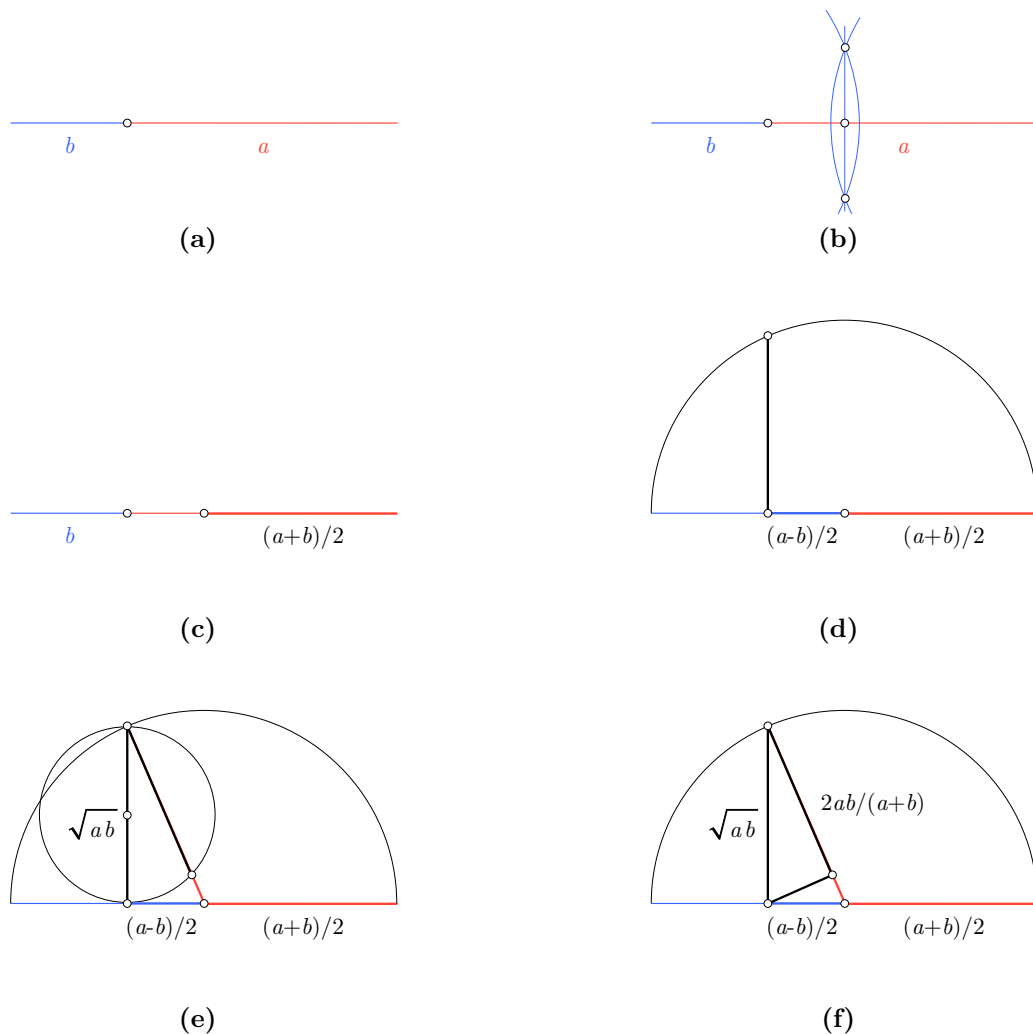 b a
b a
(a)
(b)
b (a+b)/2
(a-b)/2 (a+b)/2
(c)
(d)
√ab
(a-b)/2 (a+b)/2
√ab 2ab/(a+b)
(a-b)/2 (a+b)/2
(e)
(f)